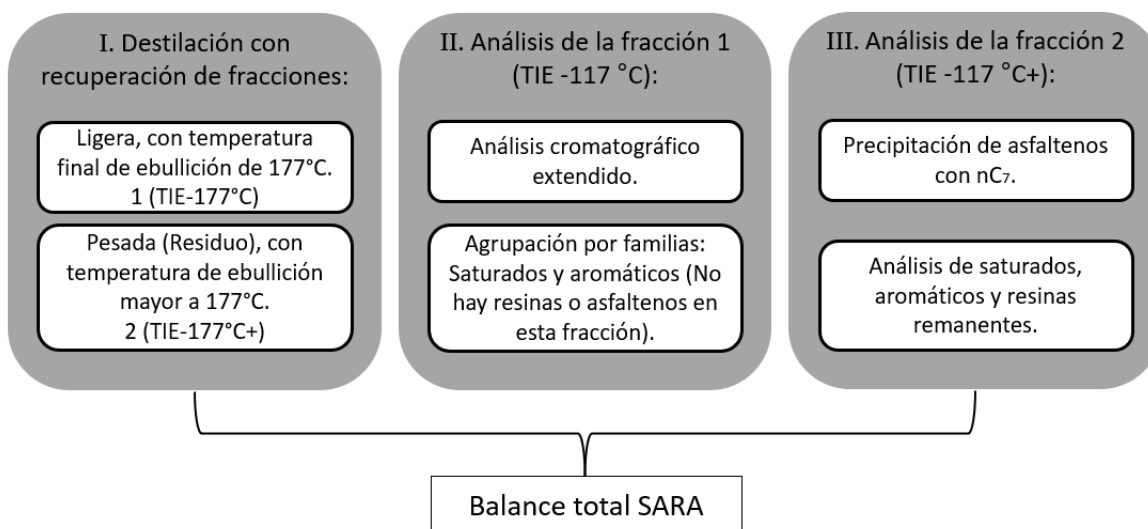 I. Destilación con
recuperación de fracciones:
Ligera, con temperatura
final de ebullición de 177°C.
1 (TIE-177°C)
Pesada (Residuo), con
temperatura de ebullición
mayor a 177°C.
2 (TIE-177°C+)
II. Análisis de la fracción 1
(TIE -117 °C):
Análisis cromatográfico
extendido.
Agrupación por familias:
Saturados y aromáticos (No
hay resinas o asfaltenos en
esta fracción).
III. Análisis de la fracción 2
(TIE -117 °C+):
Precipitación de asfaltenos
con nC₇.
Análisis de saturados,
aromáticos y resinas
remanentes.
Balance total SARA